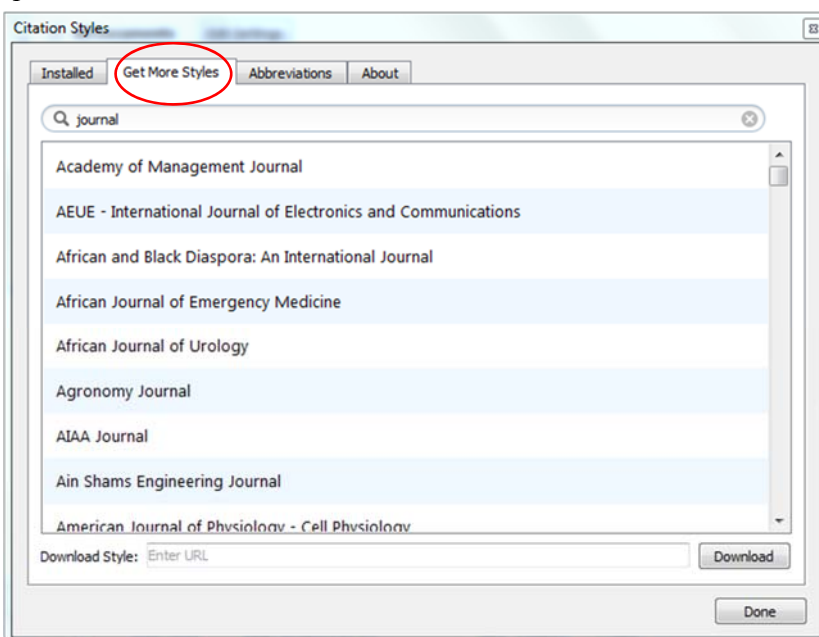 Citation Styles
Installed
Get More Styles
Abbreviations
About
journal
Academy of Management Journal
AEUE - International Journal of Electronics and Communications
African and Black Diaspora: An International Journal
African Journal of Emergency Medicine
African Journal of Urology
Agronomy Journal
AIAA Journal
Ain Shams Engineering Journal
American Journal of Physiology - Cell Physiology
Download Style: Enter URL
Download
Done